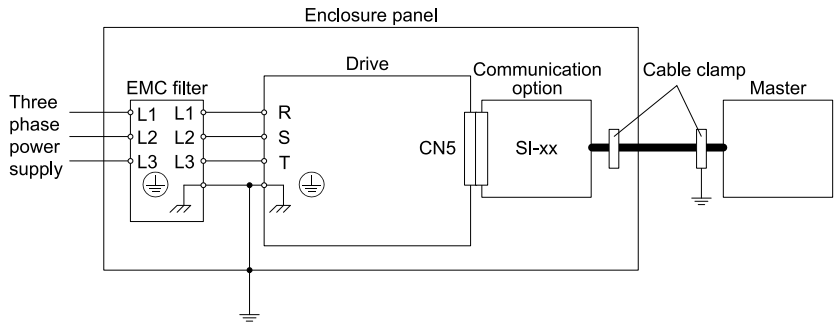 Enclosure panel
Drive
EMC filter
Communication
option
Cable clamp
Master
Three
phase
power
supply
L1 L1 R
L2 L2 S
L3 L3 T
CN5
SI-xx